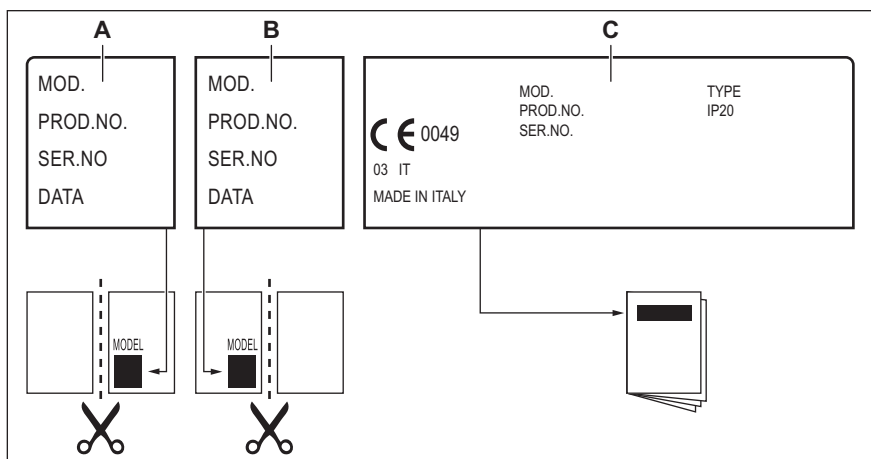 A
B
C
MOD.
PROD.NO.
SER.NO
DATA
MOD.
PROD.NO.
SER.NO
DATA
MOD.
PROD.NO.
SER.NO.
TYPE
IP20
CE 0049
03 IT
MADE IN ITALY
MODEL
MODEL